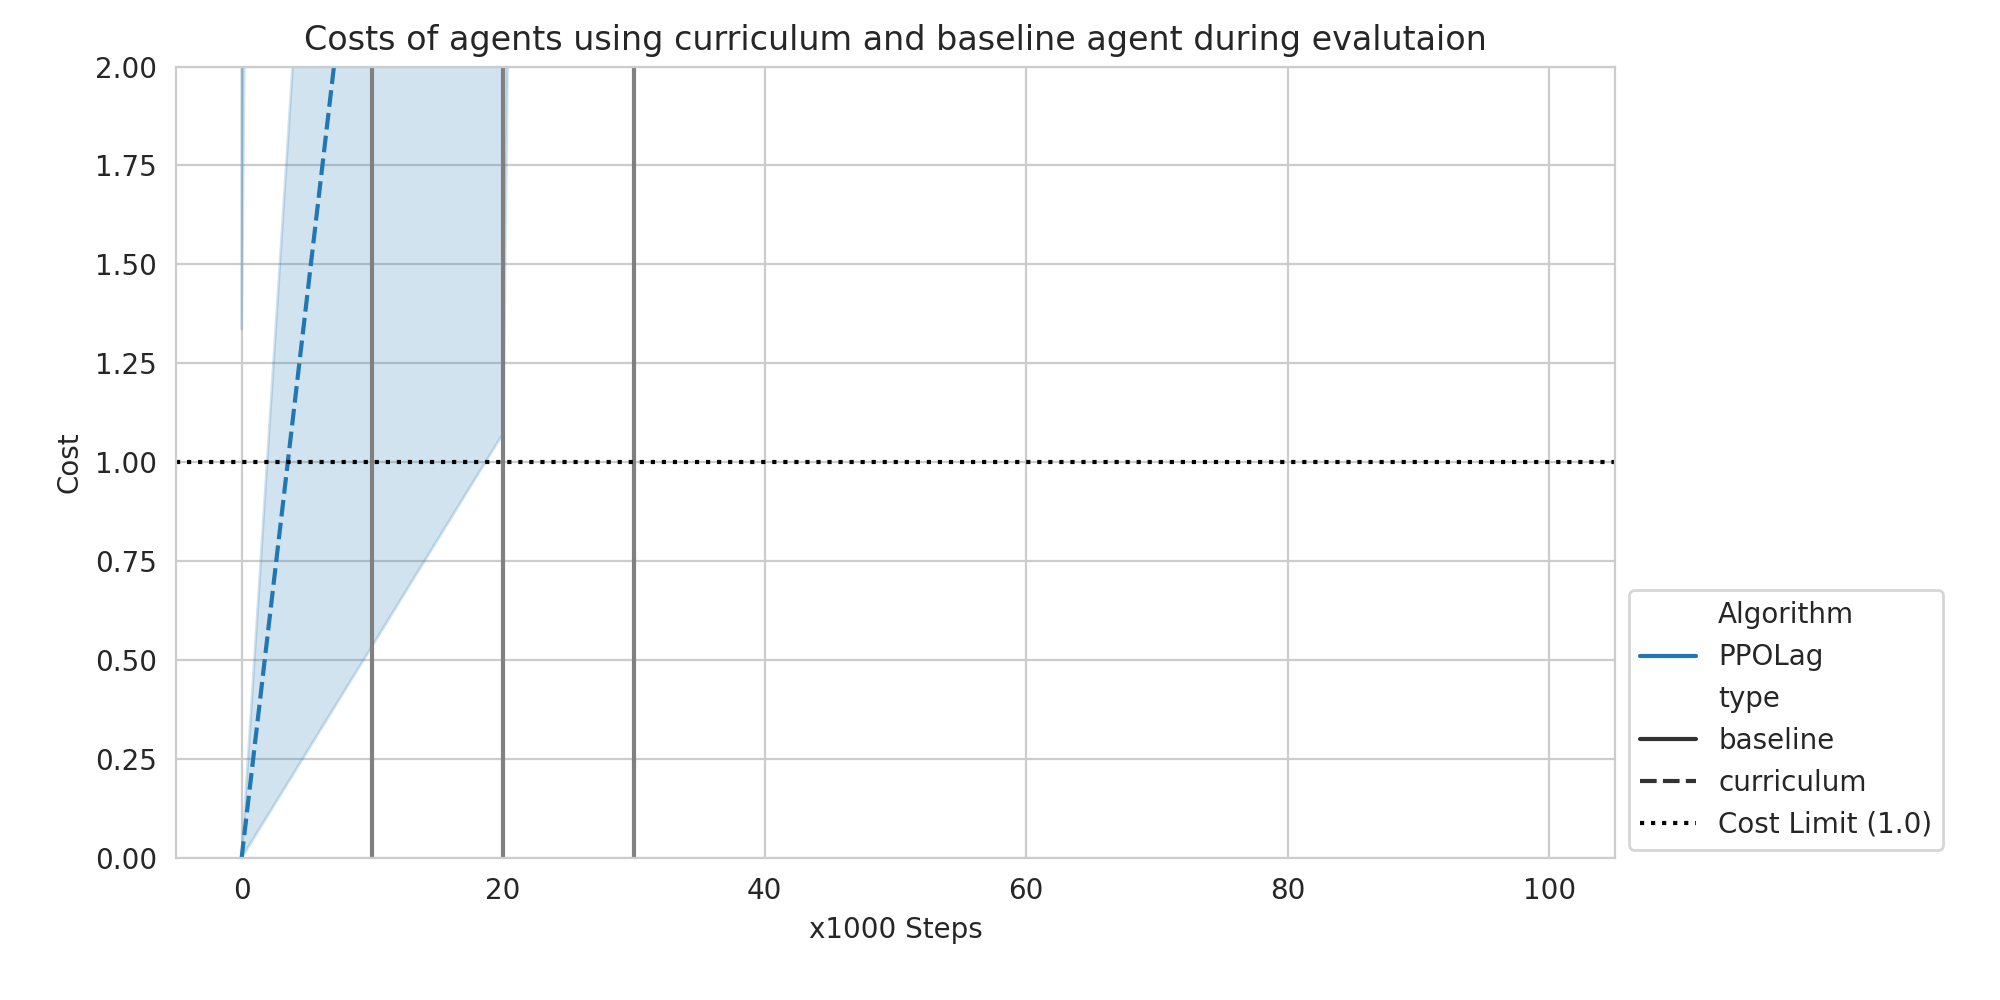 Costs of agents using curriculum and baseline agent during evalutaion
2.00
1.75
1.50
1.25
1.00
0.75
0.50
0.25
0.00
Cost
0 20 40 60 80 100
x1000 Steps
Algorithm
PPOLag
type
baseline
curriculum
Cost Limit (1.0)